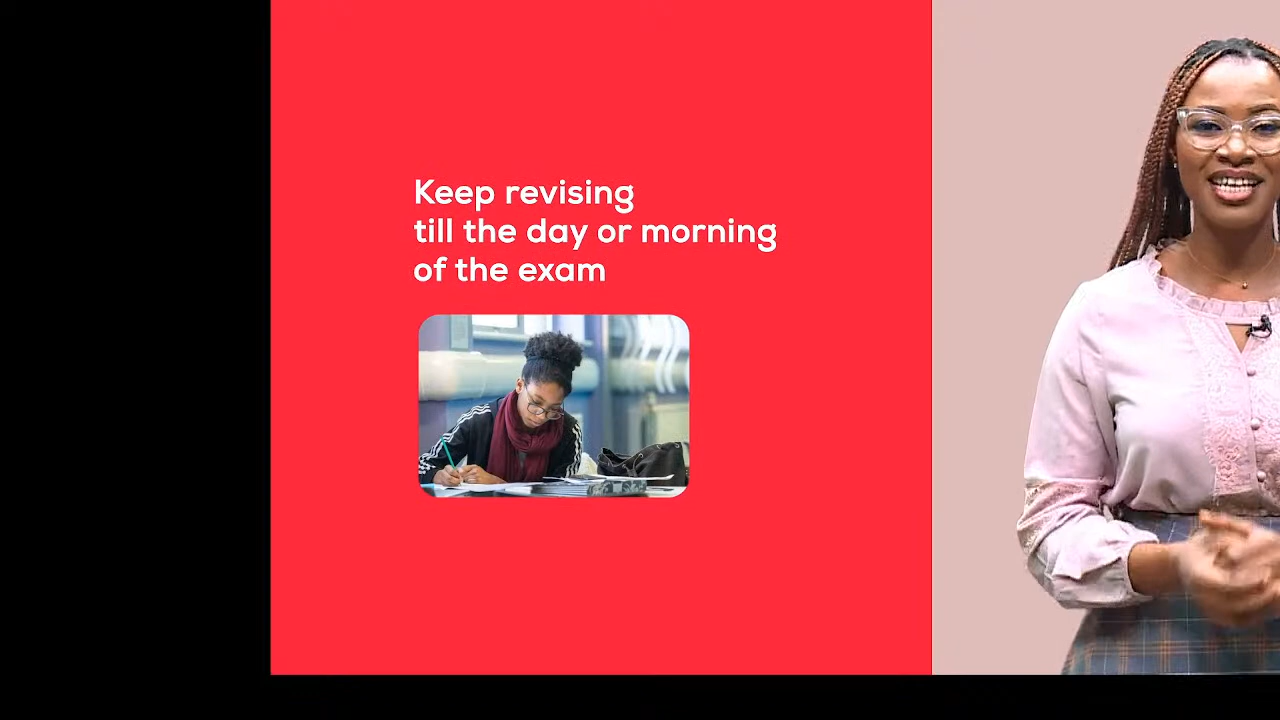 Keep revising
till the day or morning
of the exam